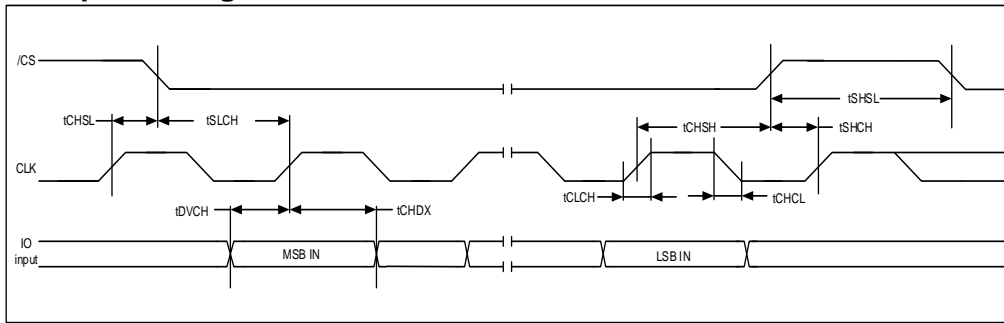 /CS
tCHSL
tSLCH
tCHSH
tSHSL
tSHCH
CLK
tDVCH
tCHDX
tCLCH
tCHCL
IO
input
MSB IN
LSB IN